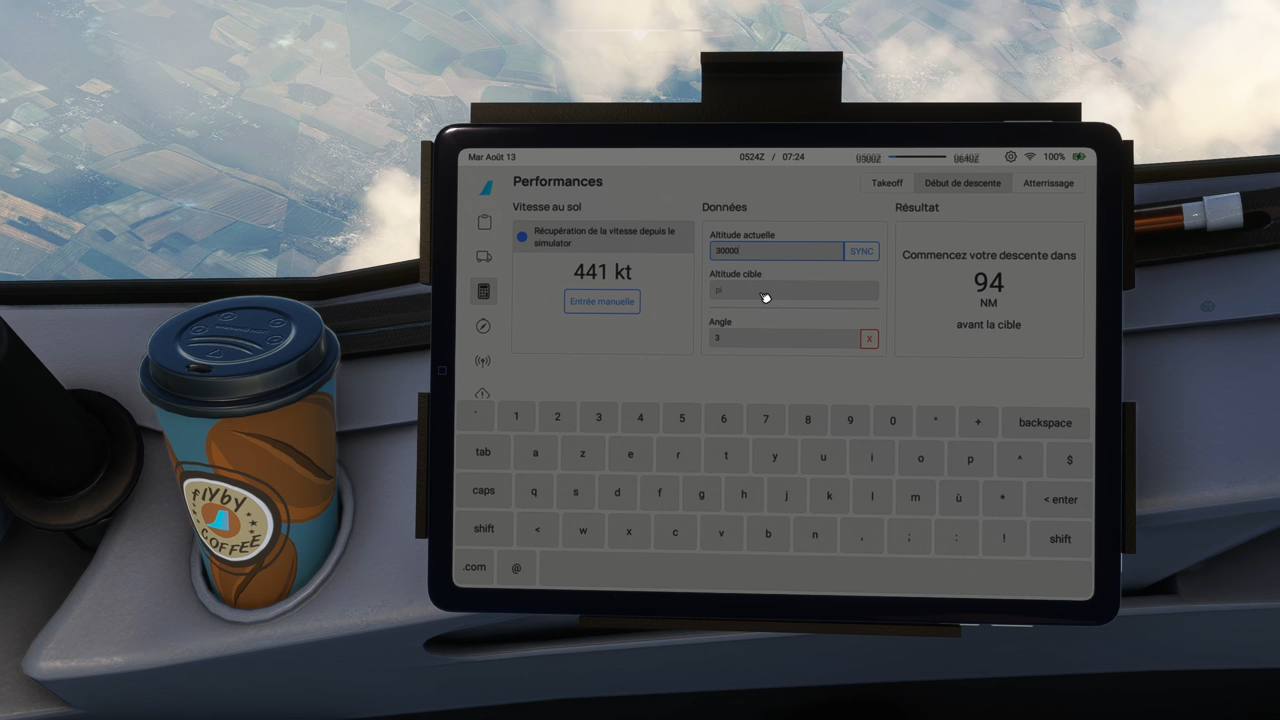 Mar Août 13
0524Z / 07:24
0500Z
0640Z
100%
Performances
Takeoff
Début de descente
Atterrissage
Vitesse au sol
Récupération de la vitesse depuis le
simulator
441 kt
Entrée manuelle
Données
Altitude actuelle
30000
SYNC
Altitude cible
pi
Angle
3
X
Résultat
Commencez votre descente dans
94
NM
avant la cible
` 1 2 3 4 5 6 7 8 9 0 ° + backspace
tab a z e r t y u i o p ^ $
caps q s d f g h j k l m ù * < enter
shift < w x c v b n , ; : ! shift
.com @
flyby
COFFEE